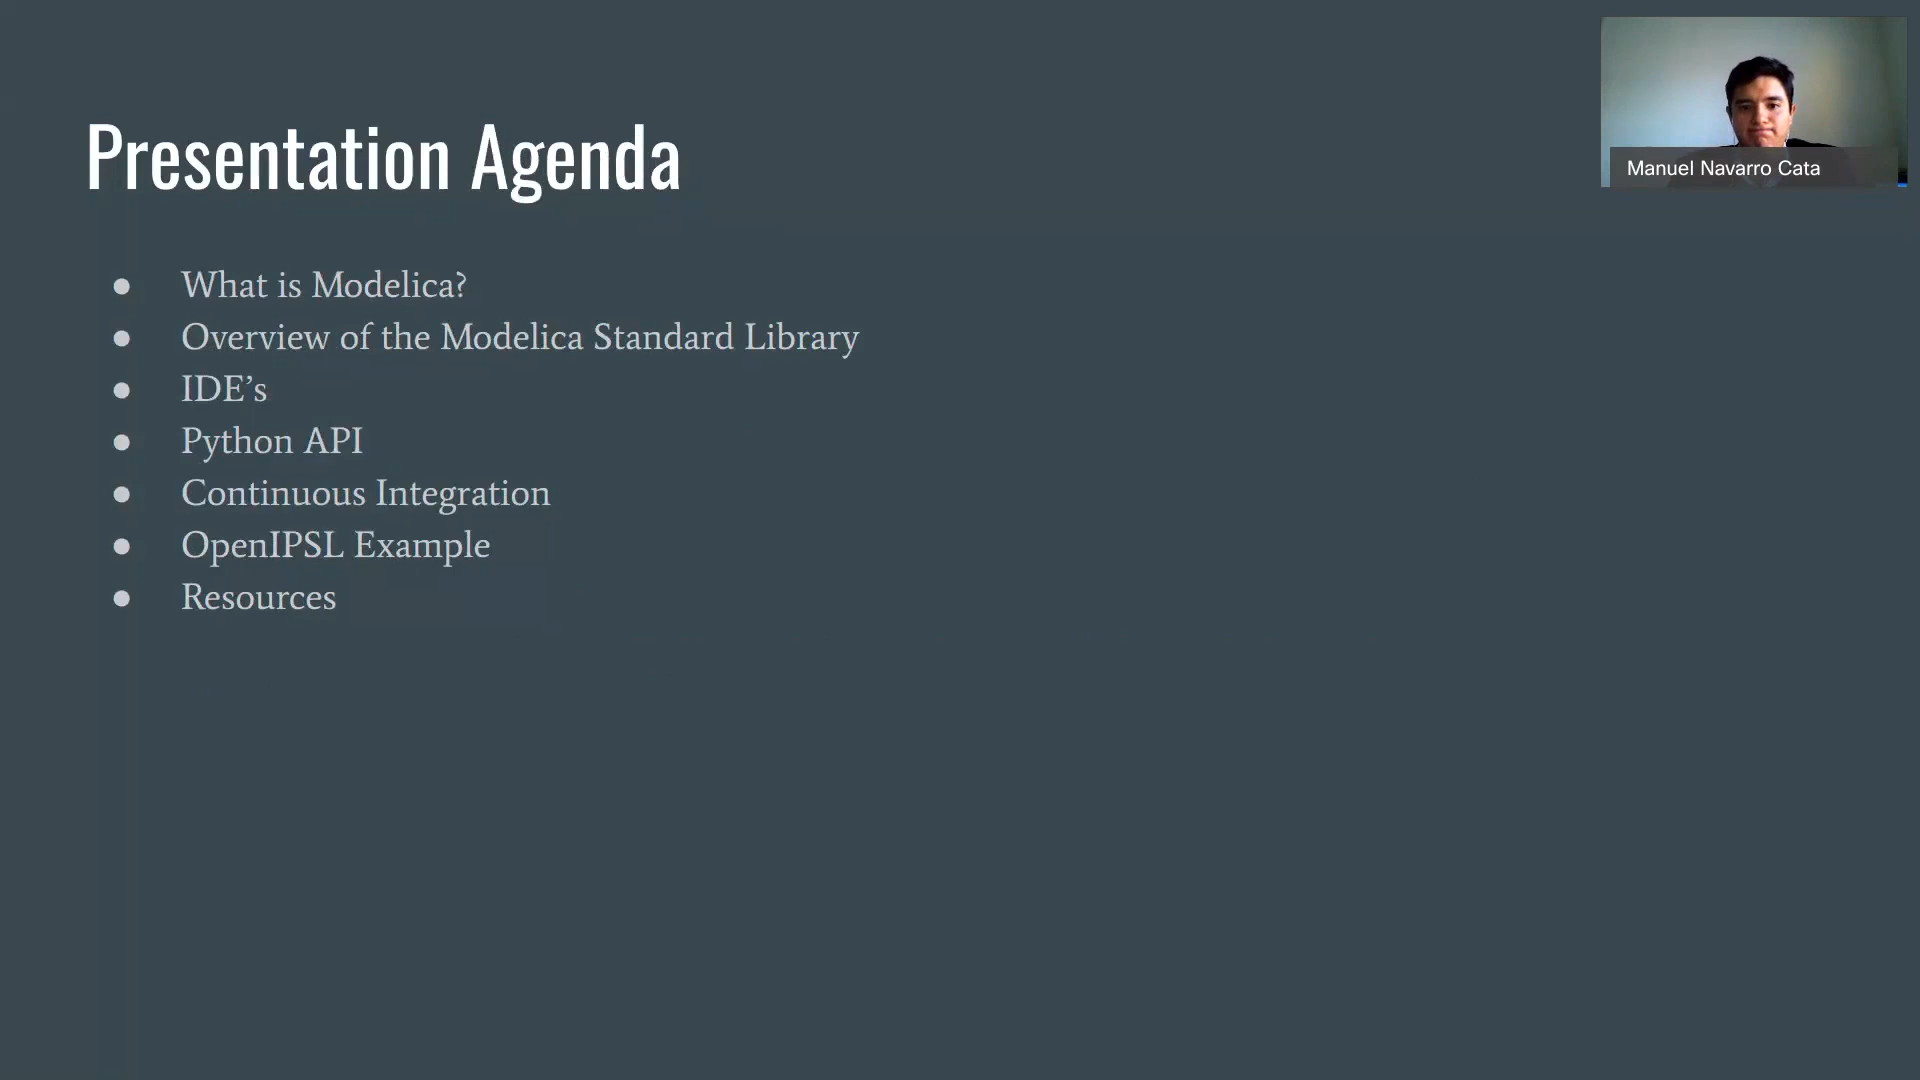 Presentation Agenda
What is Modelica?
Overview of the Modelica Standard Library
IDE’s
Python API
Continuous Integration
OpenIPSL Example
Resources
Manuel Navarro Cata